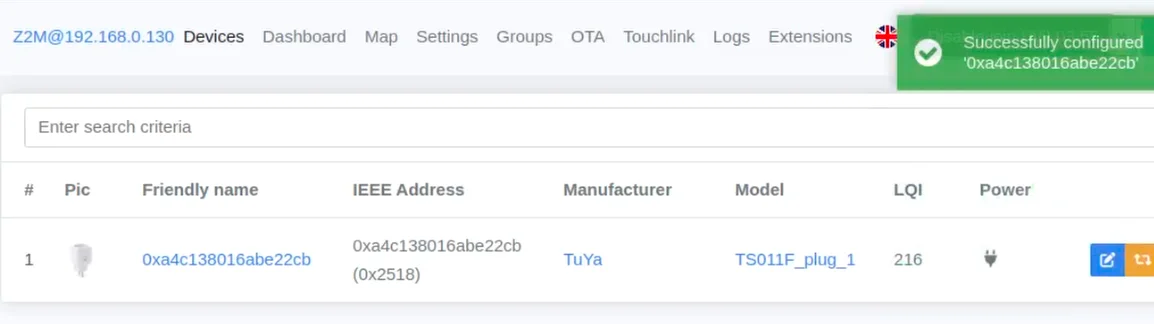 Z2M@192.168.0.130 Devices Dashboard Map Settings Groups OTA Touchlink Logs Extensions
Successfully configured
'0xa4c138016abe22cb'
Enter search criteria
# Pic Friendly name IEEE Address Manufacturer Model LQI Power
1 0xa4c138016abe22cb 0xa4c138016abe22cb TuYa TS011F_plug_1 216
(0x2518)